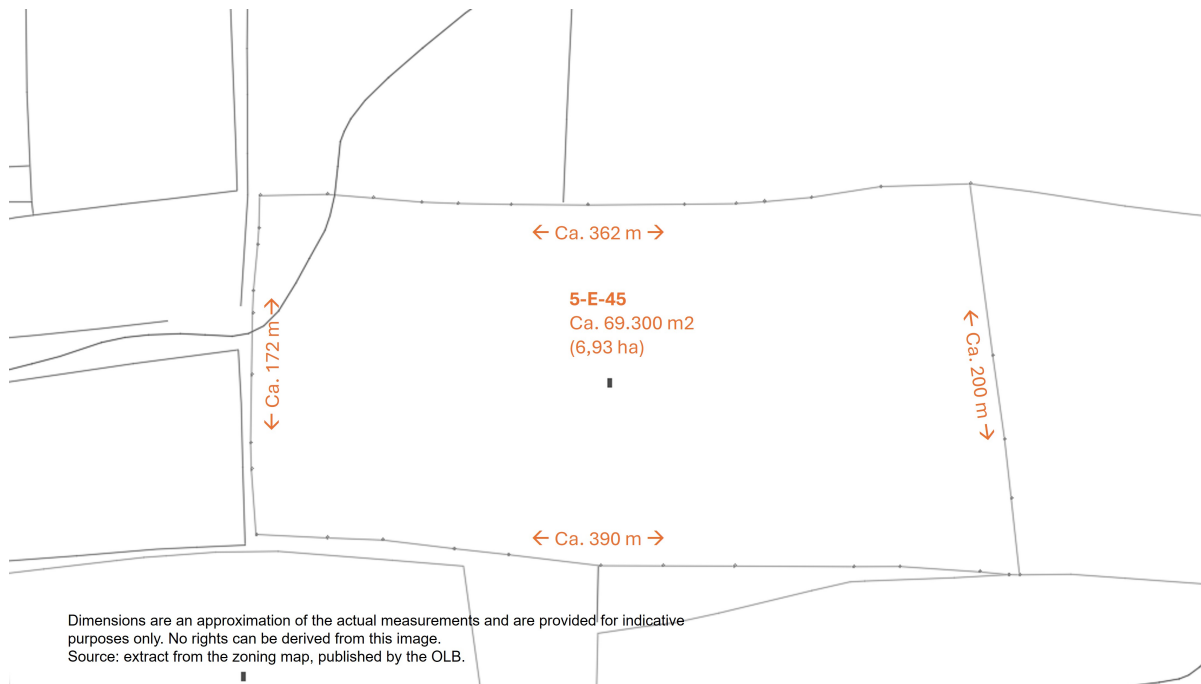 ← Ca. 362 m →
5-E-45
Ca. 69.300 m2
(6,93 ha)
← Ca. 172 m →
← Ca. 200 m →
← Ca. 390 m →
Dimensions are an approximation of the actual measurements and are provided for indicative
purposes only. No rights can be derived from this image.
Source: extract from the zoning map, published by the OLB.